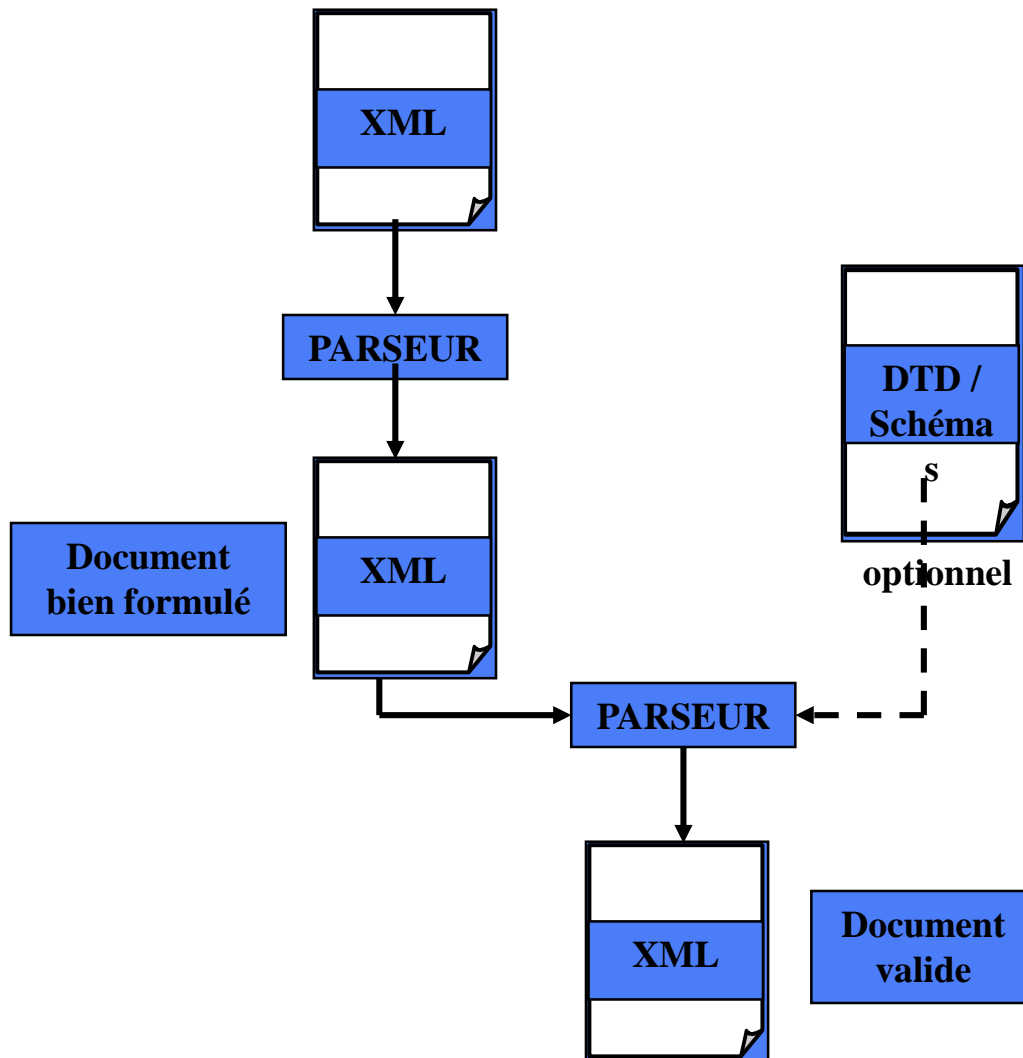 XML
PARSEUR
DTD /
Schéma
s
optionnel
Document
bien formulé
XML
PARSEUR
XML
Document
valide